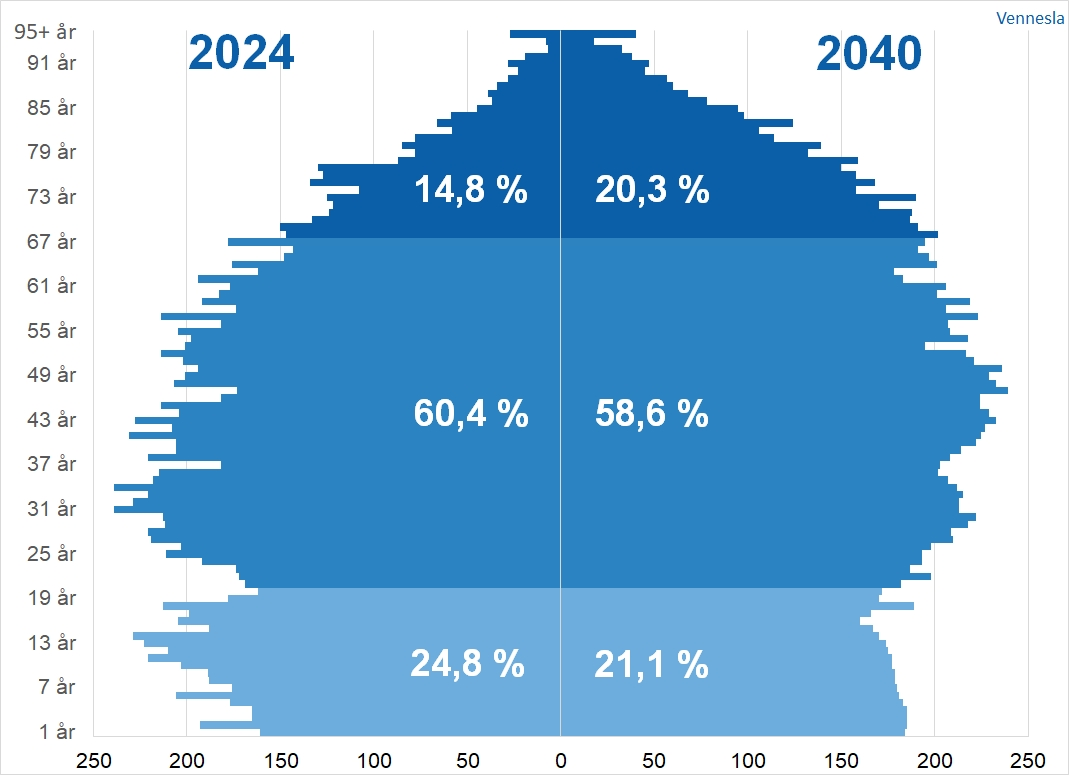 Vennesla
2024
2040
95+ år
91 år
85 år
79 år
73 år
67 år
61 år
55 år
49 år
43 år
37 år
31 år
25 år
19 år
13 år
7 år
1 år
14,8 %
20,3 %
60,4 %
58,6 %
24,8 %
21,1 %
250 200 150 100 50 0 50 100 150 200 250